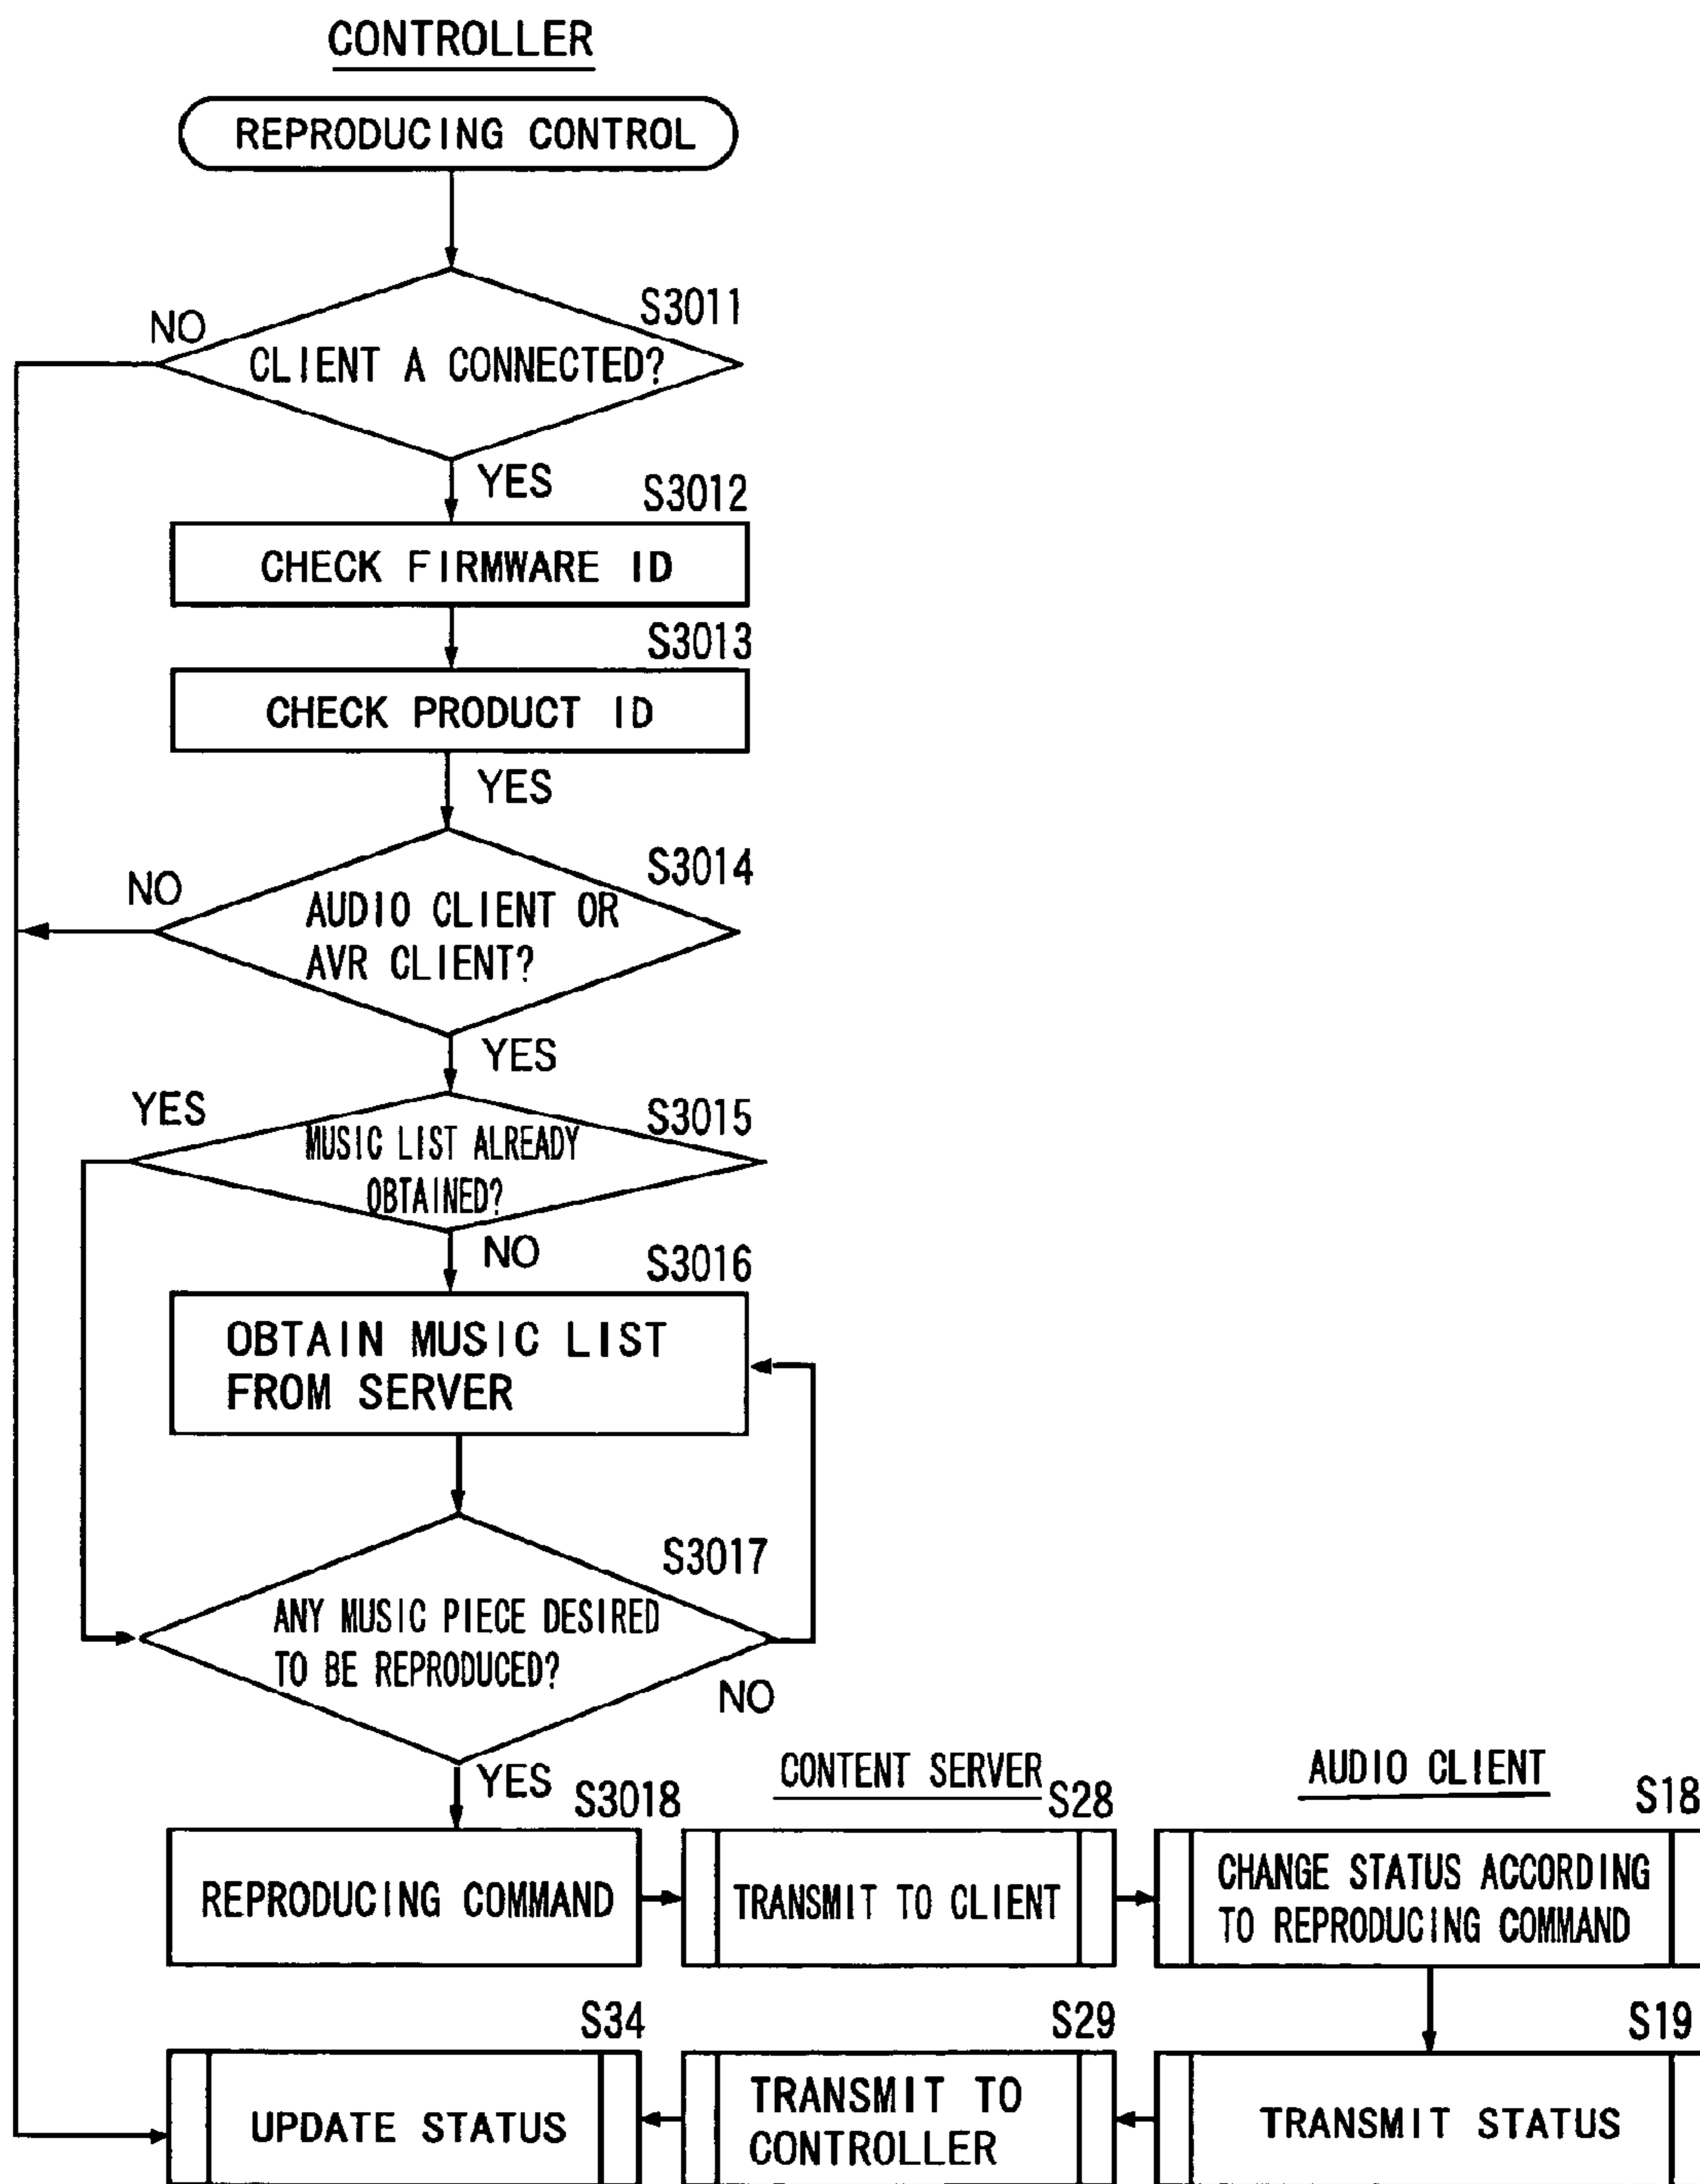 CONTROLLER
REPRODUCING CONTROL
S3011
NO
CLIENT A CONNECTED?
YES
S3012
CHECK FIRMWARE ID
S3013
CHECK PRODUCT ID
YES
S3014
NO
AUDIO CLIENT OR
AVR CLIENT?
YES
YES
S3015
MUSIC LIST ALREADY
OBTAINED?
NO
S3016
OBTAIN MUSIC LIST
FROM SERVER
S3017
ANY MUSIC PIECE DESIRED
TO BE REPRODUCED?
NO
YES
S3018
REPRODUCING COMMAND
CONTENT SERVER
S28
TRANSMIT TO CLIENT
AUDIO CLIENT
S18
CHANGE STATUS ACCORDING
TO REPRODUCING COMMAND
S34
UPDATE STATUS
S29
TRANSMIT TO
CONTROLLER
S19
TRANSMIT STATUS